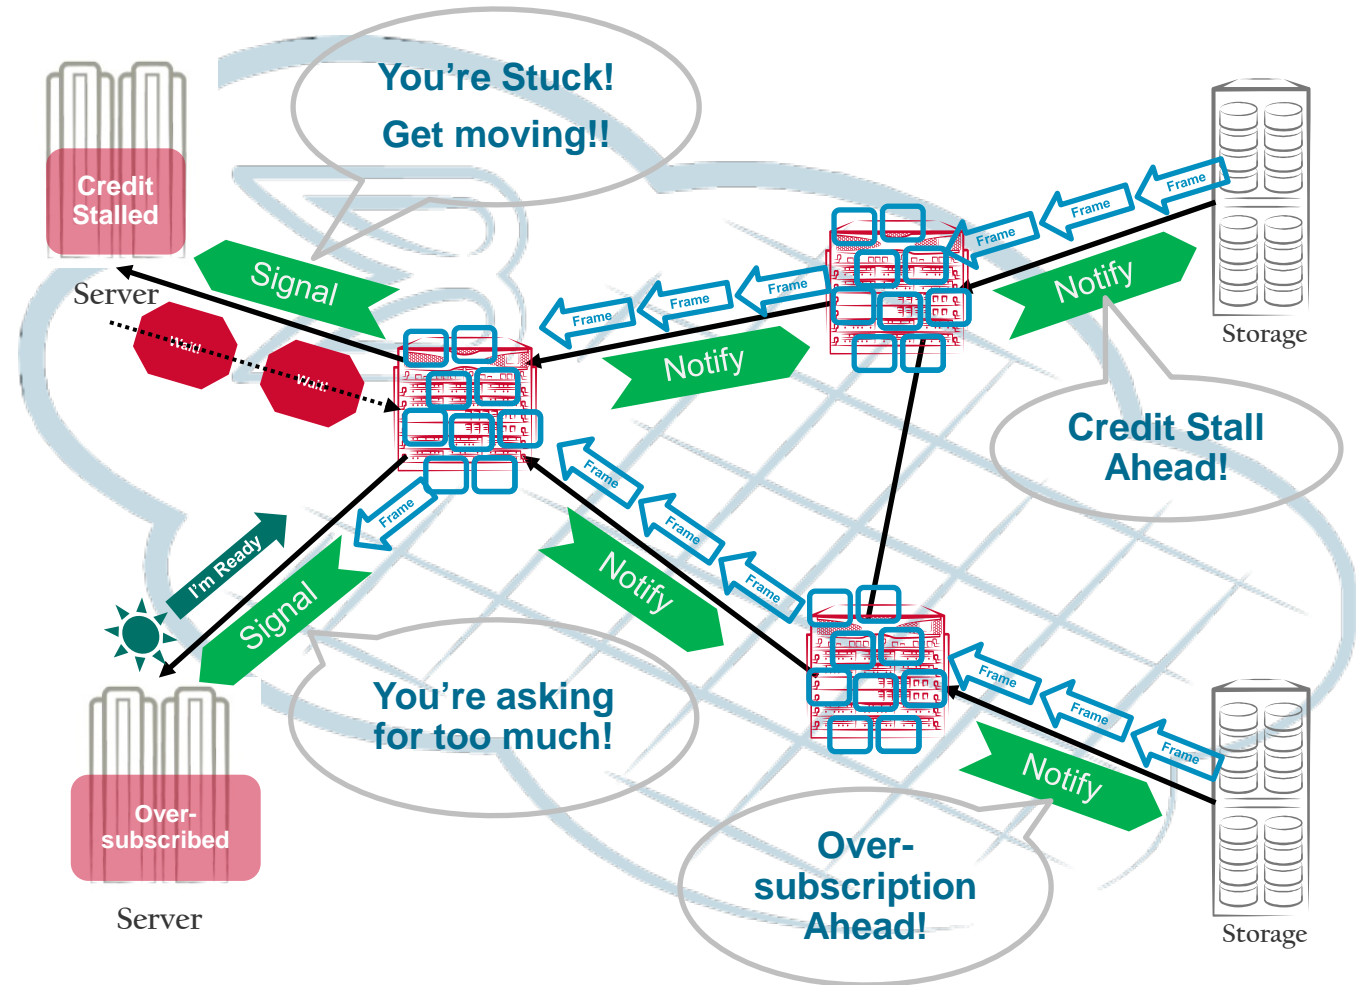 You're Stuck!
Get moving!!
Credit
Stalled
Server
Signal
Wait!
Wait!
Frame
Frame
Frame
Notify
Frame
Frame
Frame
Notify
Storage
Credit Stall
Ahead!
Frame
Frame
Frame
Notify
Frame
I'm Ready
Signal
You're asking
for too much!
Over-
subscribed
Server
Frame
Frame
Frame
Notify
Over-
subscription
Ahead!
Storage